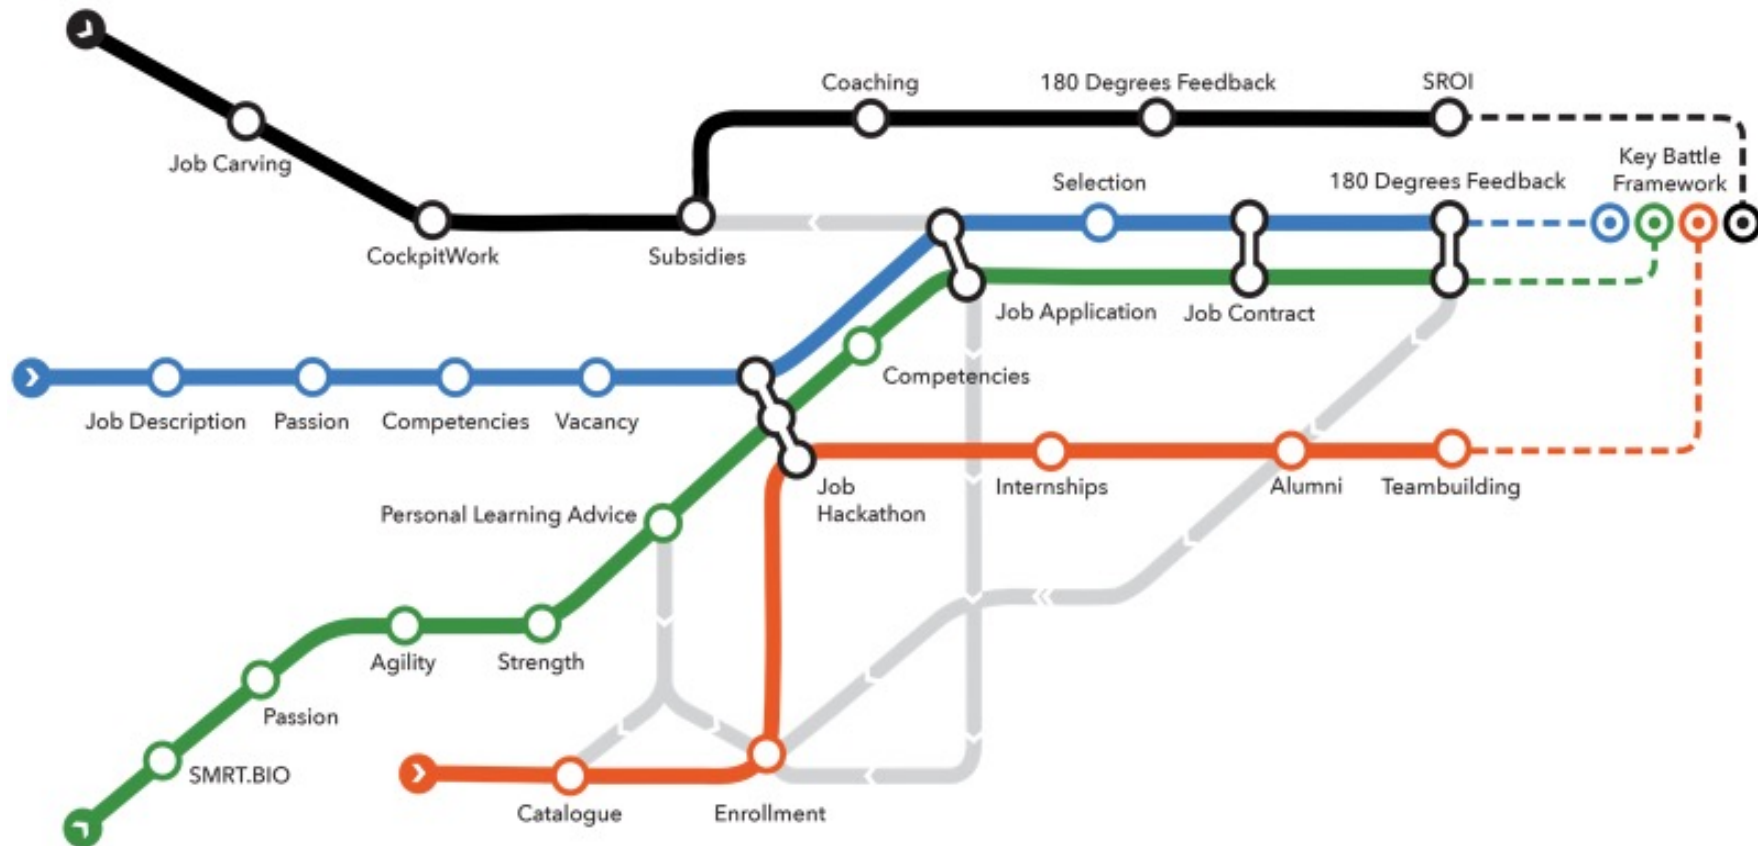 Coaching
180 Degrees Feedback
SROI
Job Carving
Key Battle
Framework
Selection
180 Degrees Feedback
CockpitWork
Subsidies
Job Application
Job Contract
Competencies
Job Description
Passion
Competencies
Vacancy
Job
Hackathon
Internships
Alumni
Teambuilding
Personal Learning Advice
Agility
Strength
Passion
SMRT.BIO
Catalogue
Enrollment